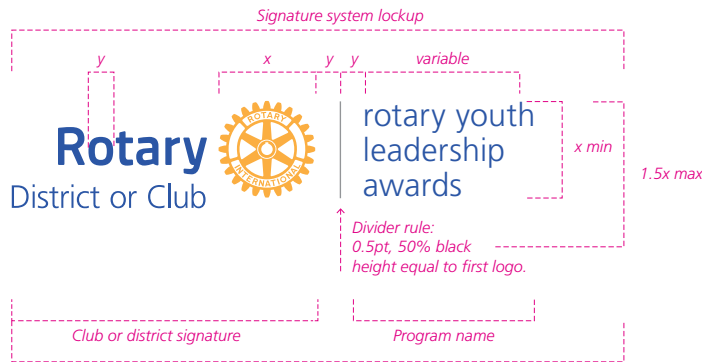 Signature system lockup
y
x
y
y
variable
Rotary
District or Club
ROTARY
INTERNATIONAL
rotary youth
leadership
awards
x min
1.5x max
Divider rule:
0.5pt, 50% black
height equal to first logo.
Club or district signature
Program name